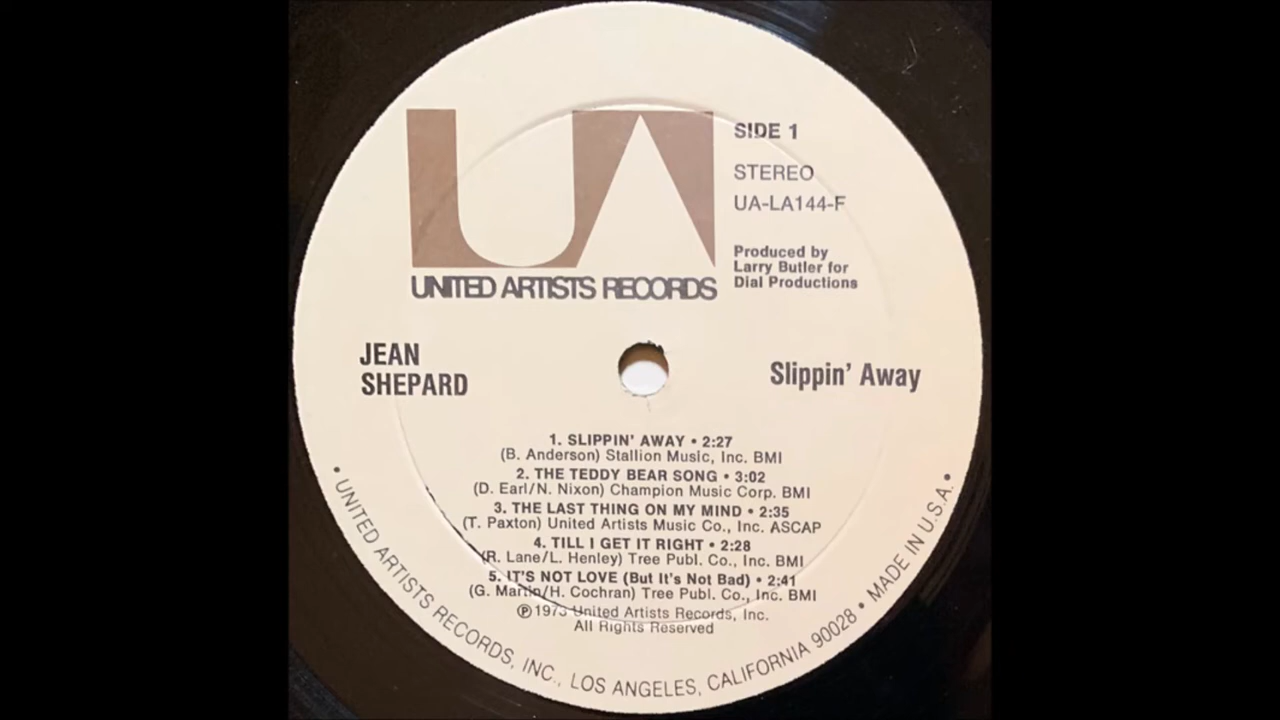 UA
UNITED ARTISTS RECORDS
SIDE 1
STEREO
UA-LA144-F
Produced by
Larry Butler for
Dial Productions
JEAN
SHEPARD
Slippin' Away
1. SLIPPIN' AWAY • 2:27
(B. Anderson) Stallion Music, Inc. BMI
2. THE TEDDY BEAR SONG • 3:02
(D. Earl/N. Nixon) Champion Music Corp. BMI
3. THE LAST THING ON MY MIND • 2:35
(T. Paxton) United Artists Music Co., Inc. ASCAP
4. TILL I GET IT RIGHT • 2:28
(R. Lane/L. Henley) Tree Publ. Co., Inc. BMI
5. IT'S NOT LOVE (But It's Not Bad) • 2:41
(G. Martin/H. Cochran) Tree Publ. Co., Inc. BMI
℗1973 United Artists Records, Inc.
All Rights Reserved
• UNITED ARTISTS RECORDS, INC., LOS ANGELES, CALIFORNIA 90028 • MADE IN U.S.A. •